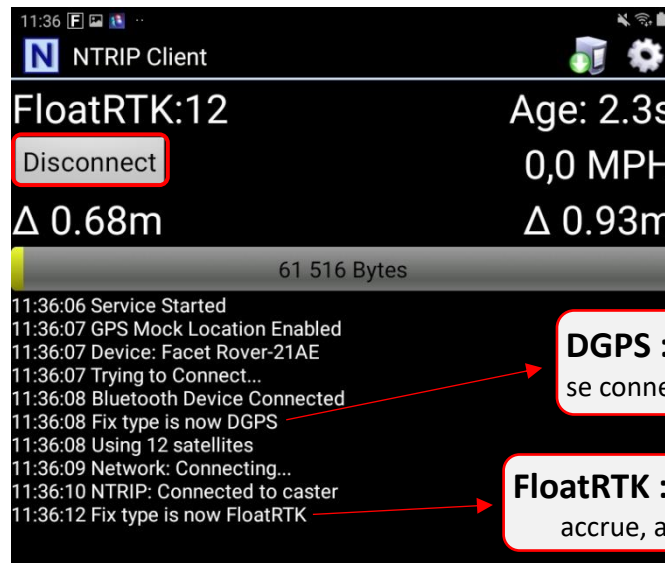 11:36
NTRIP Client
FloatRTK:12
Age: 2.3s
Disconnect
0,0 MPH
Δ 0.68m
Δ 0.93m
61 516 Bytes
11:36:06 Service Started
11:36:07 GPS Mock Location Enabled
11:36:07 Device: Facet Rover-21AE
11:36:07 Trying to Connect...
11:36:08 Bluetooth Device Connected
11:36:08 Fix type is now DGPS
11:36:08 Using 12 satellites
11:36:09 Network: Connecting...
11:36:10 NTRIP: Connected to caster
11:36:12 Fix type is now FloatRTK
DGPS :
se conne
FloatRTK :
accrue, a